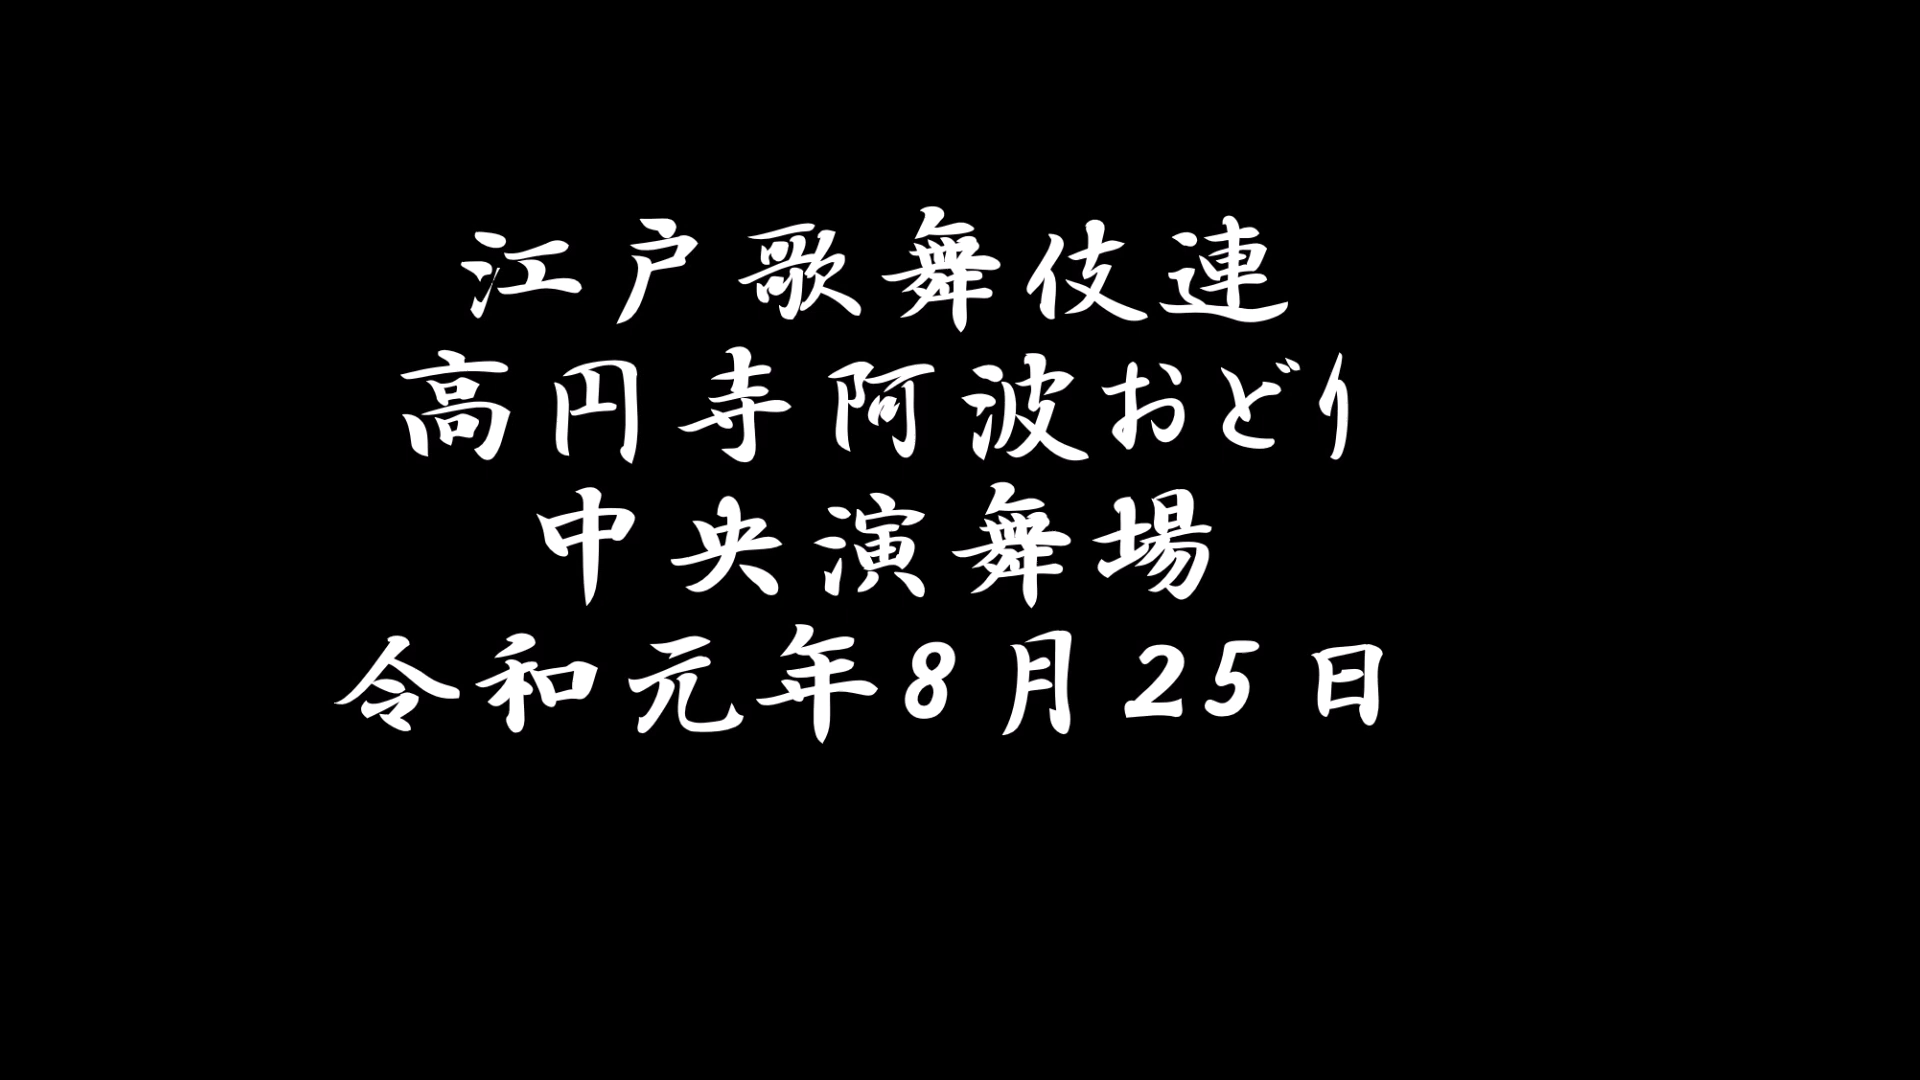 江戸歌舞伎連
高円寺阿波おどり
中央演舞場
令和元年8月25日